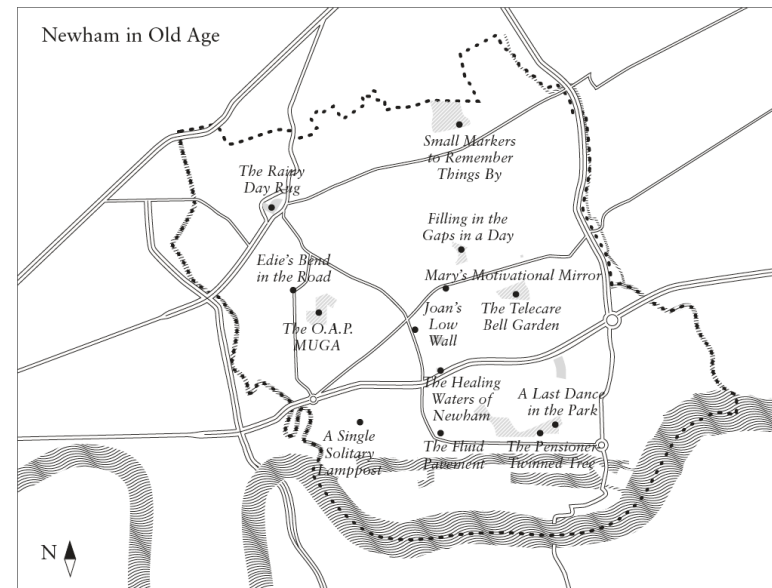 Newham in Old Age
Small Markers
to Remember
Things By
The Rainy
Day Rug
Filling in the
Gaps in a Day
Edie's Bend
in the Road
Mary's Motivational Mirror
The Telecare
Bell Garden
Joan's
Low
Wall
The O.A.P.
MUGA
The Healing
Waters of
Newham
A Last Dance
in the Park
A Single
Solitary
Lamppost
The Fluid
Pavement
The Pensioner
Twinned Tree
N